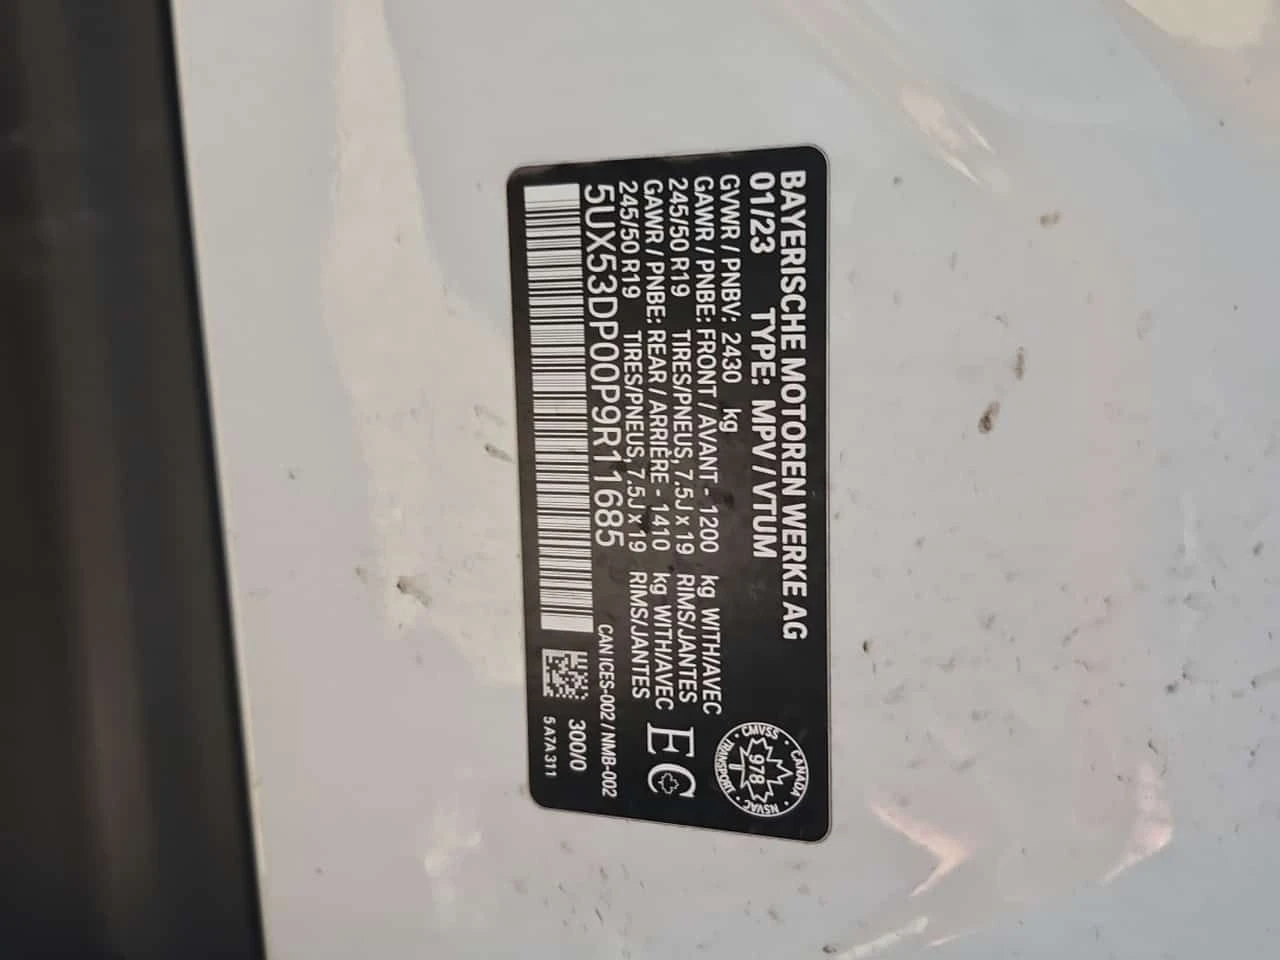 BAYERISCHE MOTOREN WERKE AG
01/23 TYPE: MPV / VTUM
GVWR / PNBV: 2430 kg
GAWR / PNBE: FRONT / AVANT - 1200 kg WITH/AVEC
245/50 R19 TIRES/PNEUS, 7.5J x 19 RIMS/JANTES
GAWR / PNBE: REAR / ARRIÈRE - 1410 kg WITH/AVEC
245/50 R19 TIRES/PNEUS, 7.5J x 19 RIMS/JANTES
5UX53DP00P9R11685
CAN ICES-002 / NMB-002
300/0
5A7A311
CANADA
CMVSS
978
T
NSVAC
TRANSPORT
EC